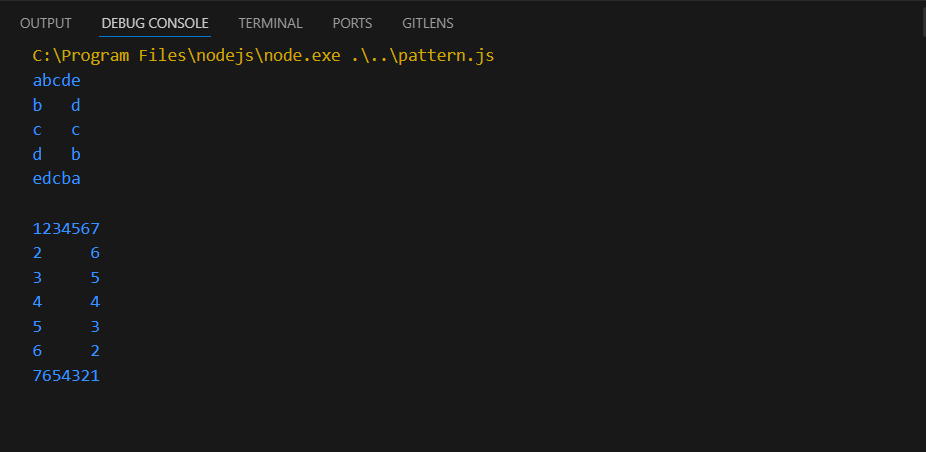 OUTPUT DEBUG CONSOLE TERMINAL PORTS GITLENS
C:\Program Files\nodejs\node.exe .\..\pattern.js
abcde
b   d
c   c
d   b
edcba

1234567
2     6
3     5
4     4
5     3
6     2
7654321